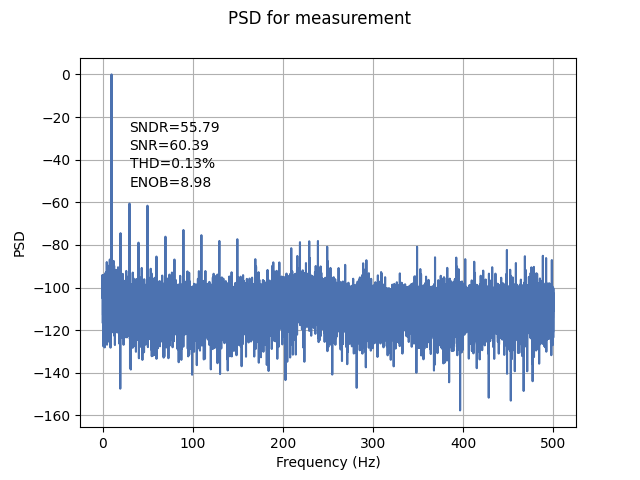 PSD for measurement
0
−20
−40
−60
−80
−100
−120
−140
−160
PSD
SNDR=55.79
SNR=60.39
THD=0.13%
ENOB=8.98
0 100 200 300 400 500
Frequency (Hz)